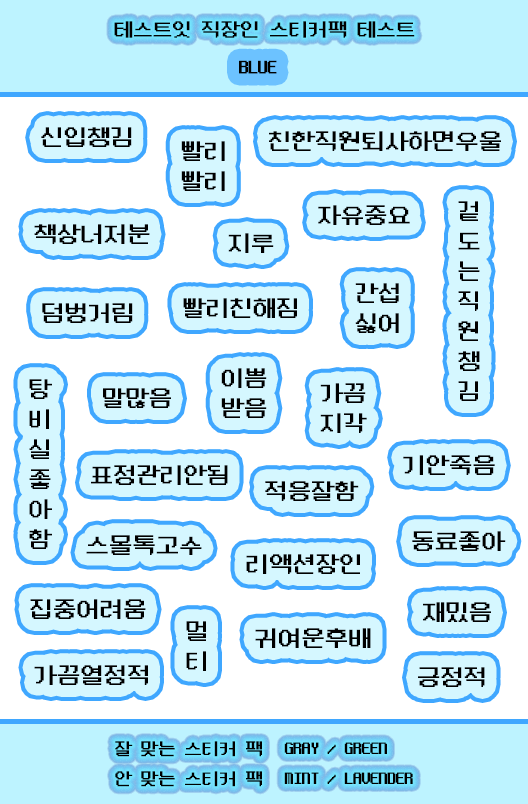 테스트잇 직장인 스티커팩 테스트
BLUE
신입챙김
빨리
빨리
친한직원퇴사하면우울
책상너저분
지루
자유중요
겉도는직원챙김
덤벙거림
빨리친해짐
간섭
싫어
탕비실좋아함
말많음
이쁨
받음
가끔
지각
표정관리안됨
적응잘함
기안죽음
스몰톡고수
리액션장인
동료좋아
집중어려움
멀
티
귀여운후배
재밌음
가끔열정적
긍정적
잘 맞는 스티커 팩 GRAY / GREEN
안 맞는 스티커 팩 MINT / LAVENDER